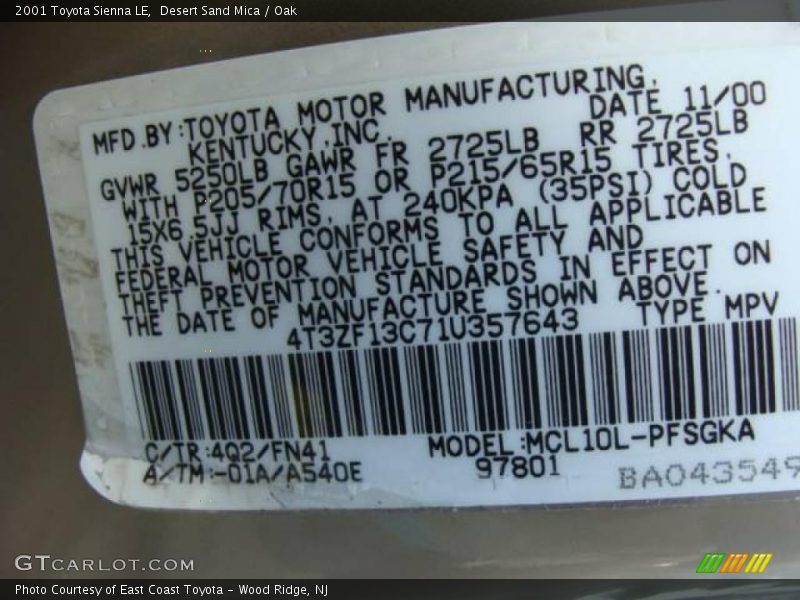 2001 Toyota Sienna LE,  Desert Sand Mica / Oak
MFD.BY:TOYOTA MOTOR MANUFACTURING,
KENTUCKY,INC. DATE 11/00
GVWR 5250LB GAWR FR 2725LB RR 2725LB
WITH P205/70R15 OR P215/65R15 TIRES,
15X6.5JJ RIMS, AT 240KPA (35PSI) COLD
THIS VEHICLE CONFORMS TO ALL APPLICABLE
FEDERAL MOTOR VEHICLE SAFETY AND
THEFT PREVENTION STANDARDS IN EFFECT ON
THE DATE OF MANUFACTURE SHOWN ABOVE.
4T3ZF13C71U357643 TYPE MPV
C/TR:4Q2/FN41 MODEL:MCL10L-PFSGKA
A/TM:-01A/A540E 97801 BA043549
GTCARLOT.COM
Photo Courtesy of East Coast Toyota - Wood Ridge, NJ